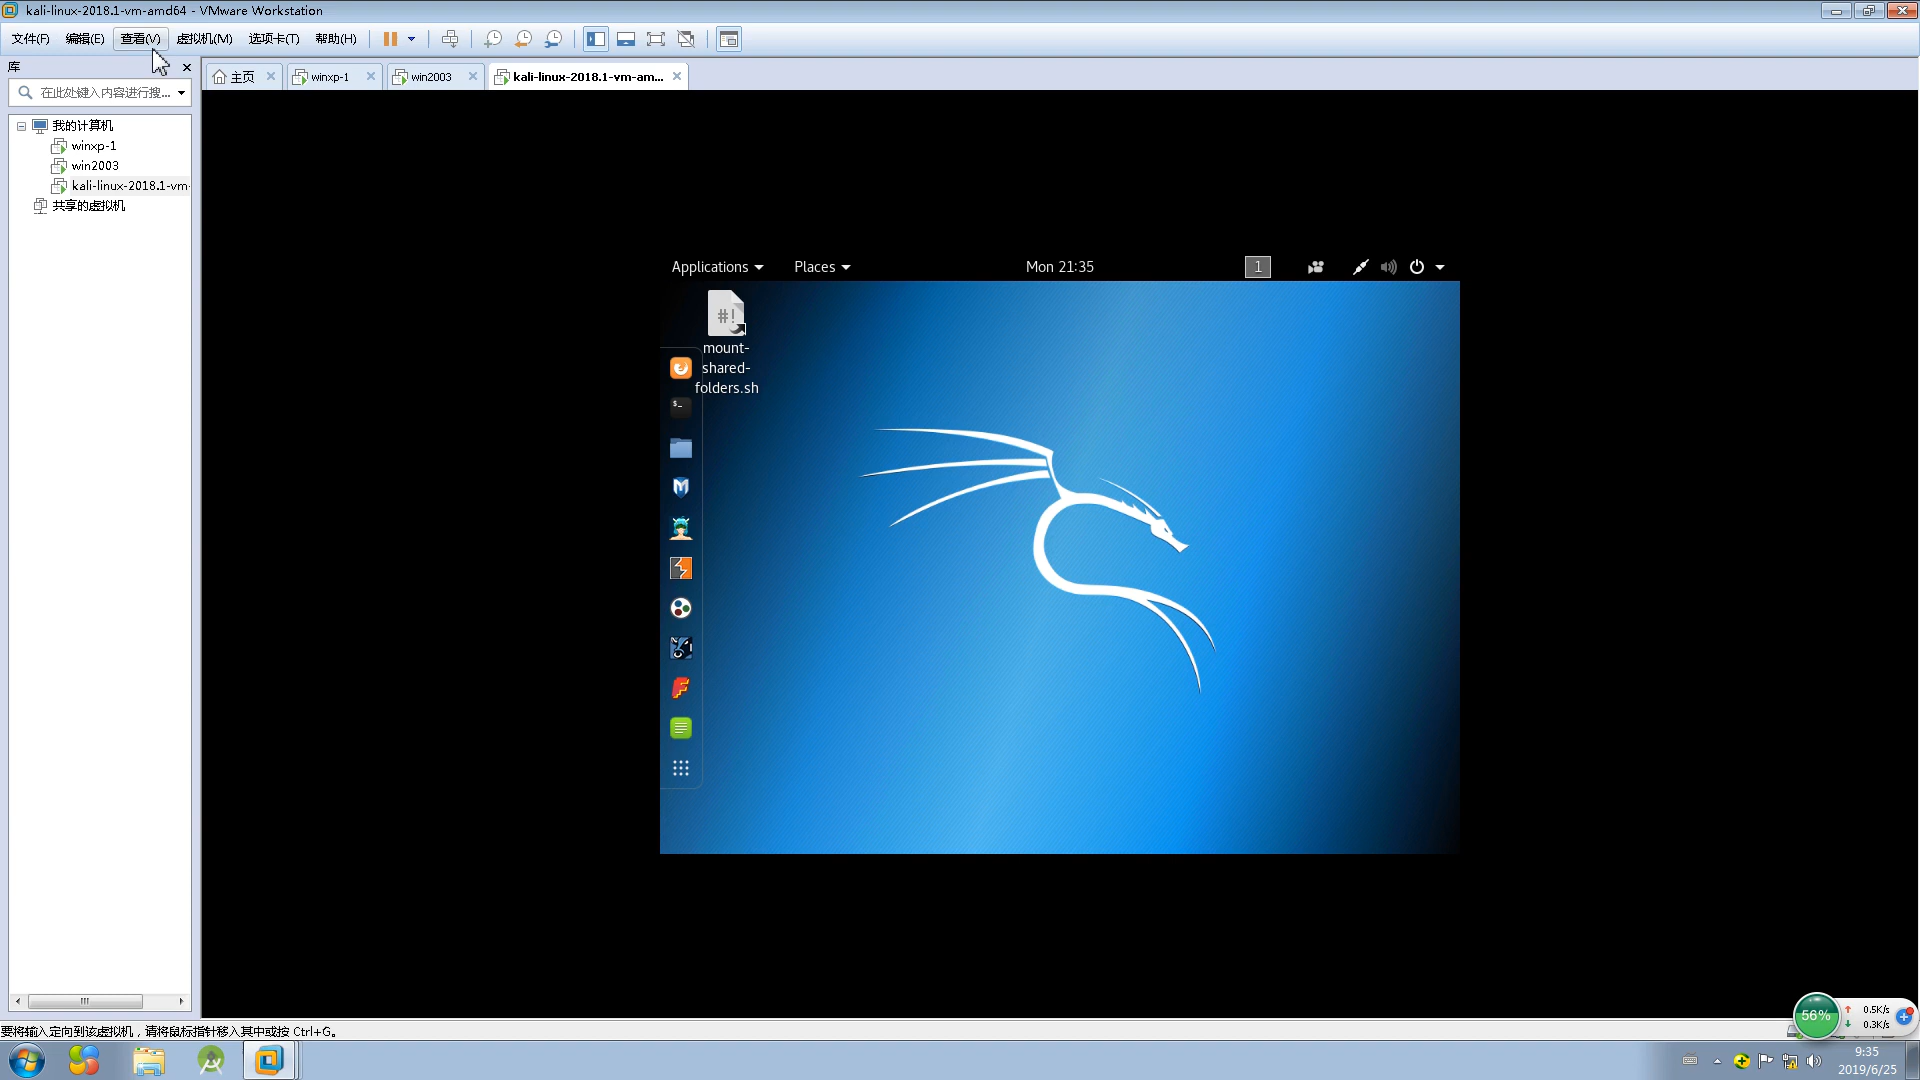 kali-linux-2018.1-vm-amd64 - VMware Workstation
文件(F) 编辑(E) 查看(V) 虚拟机(M) 选项卡(T) 帮助(H)
库
主页 winxp-1 win2003 kali-linux-2018.1-vm-am...
在此处键入内容进行搜...
我的计算机
winxp-1
win2003
kali-linux-2018.1-vm-
共享的虚拟机
Applications Places Mon 21:35 1
#!
mount-
shared-
folders.sh
$_
56% 0.5K/s
0.3K/s
要将输入定向到该虚拟机，请将鼠标指针移入其中或按 Ctrl+G。
9:35
2019/6/25